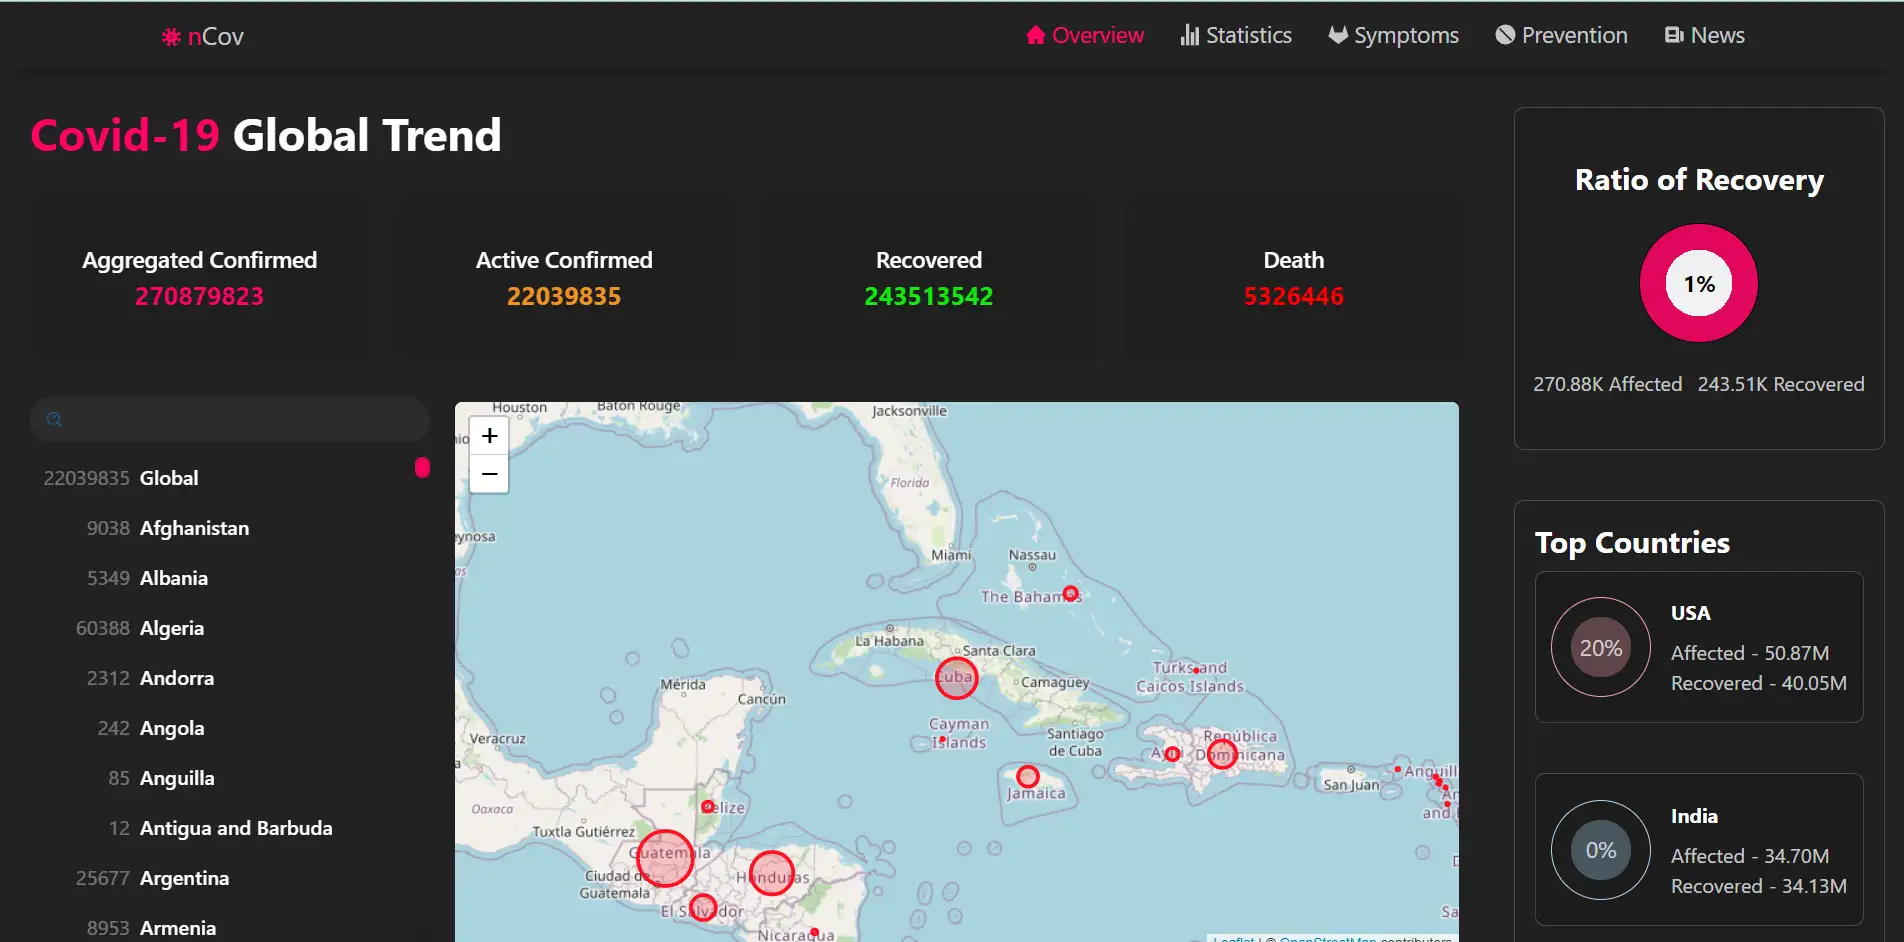 nCov
Overview
Statistics
Symptoms
Prevention
News
Covid-19 Global Trend
Aggregated Confirmed
270879823
Active Confirmed
22039835
Recovered
243513542
Death
5326446
Ratio of Recovery
1%
270.88K Affected 243.51K Recovered
22039835 Global
9038 Afghanistan
5349 Albania
60388 Algeria
2312 Andorra
242 Angola
85 Anguilla
12 Antigua and Barbuda
25677 Argentina
8953 Armenia
+
−
Houston
Baton Rouge
Jacksonville
Florida
Miami
Nassau
The Bahamas
La Habana
Santa Clara
Cuba
Camagüey
Turks and
Caicos Islands
Mérida
Cancún
Cayman
Islands
Santiago
de Cuba
Veracruz
República
Dominicana
Jamaica
San Juan
Oaxaca
Belize
Tuxtla Gutiérrez
Guatemala
Ciudad de
Guatemala
Honduras
El Salvador
Nicaragua
Leaflet | © OpenStreetMap contributors
Top Countries
20%
USA
Affected - 50.87M
Recovered - 40.05M
0%
India
Affected - 34.70M
Recovered - 34.13M